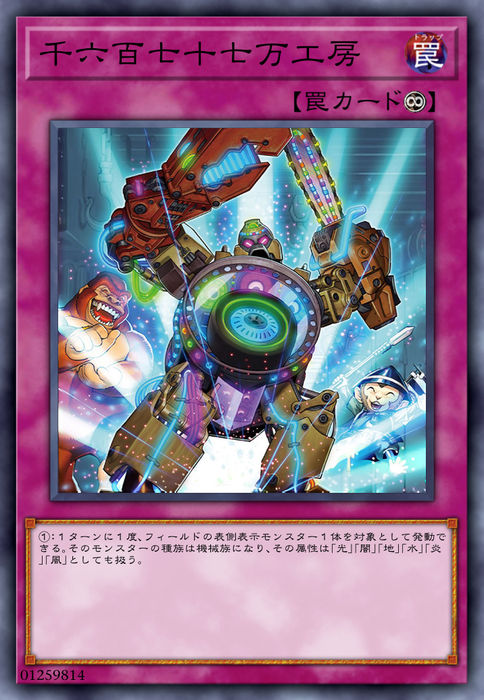 千六百七十七万工房
トラップ
罠
【罠カード】
①:1ターンに1度、フィールドの表側表示モンスター1体を対象として発動で
きる。そのモンスターの種族は機械族になり、その属性は「光」「闇」「地」「水」「炎
」「風」としても扱う。
01259814